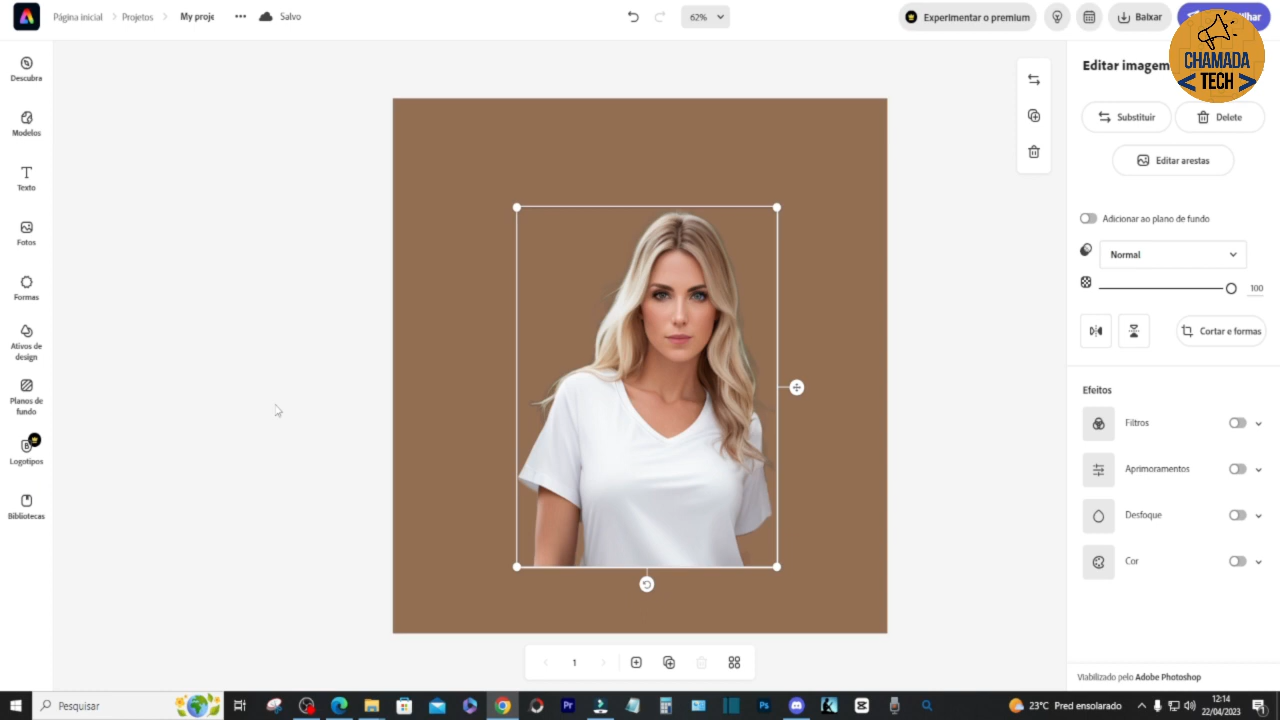 Página inicial
Projetos
My proje
Salvo
62%
Experimentar o premium
Baixar
lhar
CHAMADA
TECH
Descubra
Modelos
Texto
Fotos
Formas
Ativos de
design
Planos de
fundo
Logotipos
Bibliotecas
Editar imagem
Substituir
Delete
Editar arestas
Adicionar ao plano de fundo
Normal
100
Cortar e formas
Efeitos
Filtros
Aprimoramentos
Desfoque
Cor
Viabilizado pelo Adobe Photoshop
1
Pesquisar
23°C Pred ensolarado
12:14
22/04/2023